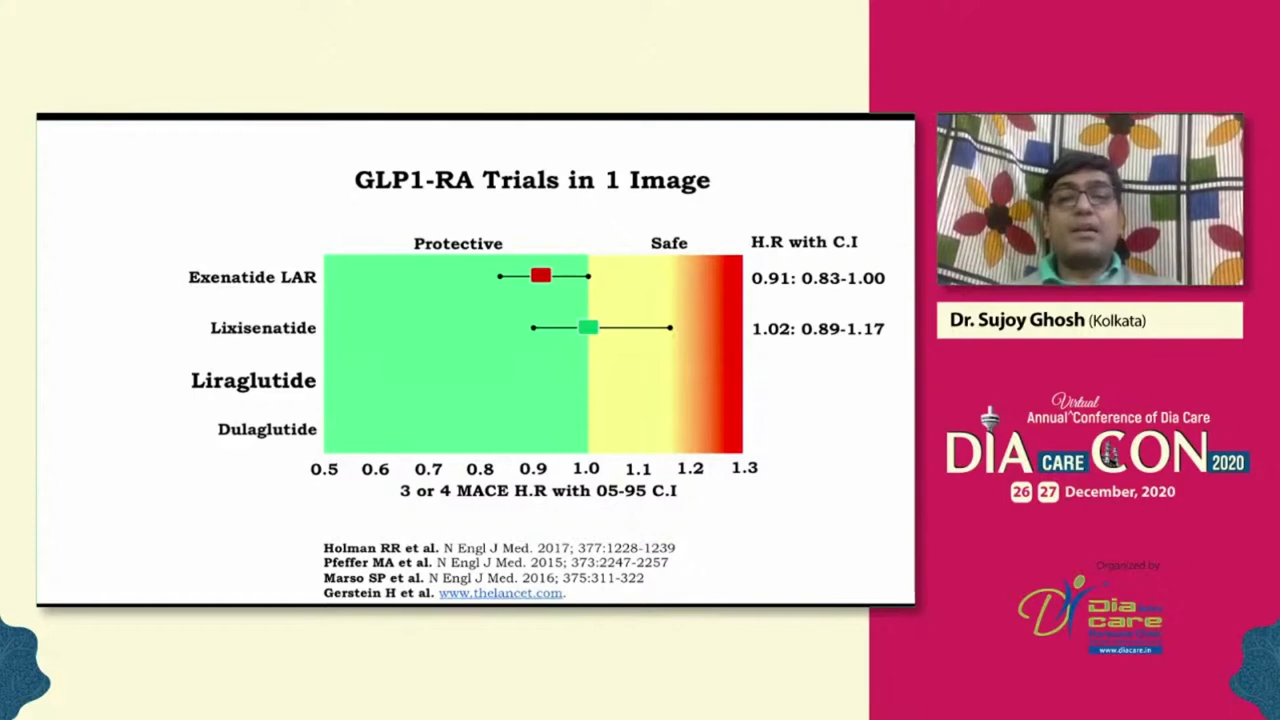 GLP1-RA Trials in 1 Image
Protective Safe H.R with C.I
Exenatide LAR 0.91: 0.83-1.00
Lixisenatide 1.02: 0.89-1.17
Liraglutide
Dulaglutide
0.5 0.6 0.7 0.8 0.9 1.0 1.1 1.2 1.3
3 or 4 MACE H.R with 05-95 C.I
Holman RR et al. N Engl J Med. 2017; 377:1228-1239
Pfeffer MA et al. N Engl J Med. 2015; 373:2247-2257
Marso SP et al. N Engl J Med. 2016; 375:311-322
Gerstein H et al. www.thelancet.com.
Dr. Sujoy Ghosh (Kolkata)
Virtual
Annual^Conference of Dia Care
DIA CARE CON 2020
26 27 December, 2020
Organized by
Dia
care
www.diacare.in